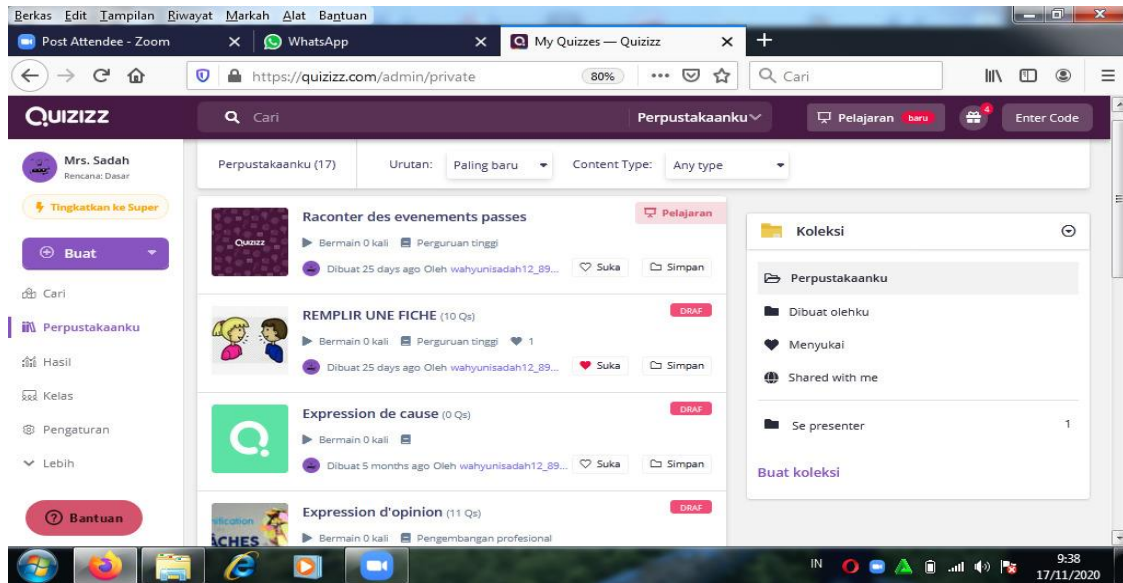 Berkas Edit Tampilan Riwayat Markah Alat Bantuan
Post Attendee - Zoom
WhatsApp
My Quizzes — Quizizz
https://quizizz.com/admin/private
80%
Cari
QUIZIZZ
Cari
Perpustakaanku
Pelajaran baru
4
Enter Code
Mrs. Sadah
Rencana: Dasar
Tingkatkan ke Super
Buat
Cari
Perpustakaanku
Hasil
Kelas
Pengaturan
Lebih
Bantuan
Perpustakaanku (17)
Urutan: Paling baru
Content Type: Any type
QUIZIZZ
Raconter des evenements passes
Pelajaran
Bermain 0 kali Perguruan tinggi
Dibuat 25 days ago Oleh wahyunisadah12_89... Suka Simpan
REMPLIR UNE FICHE (10 Qs)
DRAF
Bermain 0 kali Perguruan tinggi 1
Dibuat 25 days ago Oleh wahyunisadah12_89... Suka Simpan
Expression de cause (0 Qs)
DRAF
Bermain 0 kali
Dibuat 5 months ago Oleh wahyunisadah12_89... Suka Simpan
Expression d'opinion (11 Qs)
DRAF
ÂCHES
Bermain 0 kali Pengembangan profesional
Koleksi
Perpustakaanku
Dibuat olehku
Menyukai
Shared with me
Se presenter 1
Buat koleksi
IN
9:38
17/11/2020